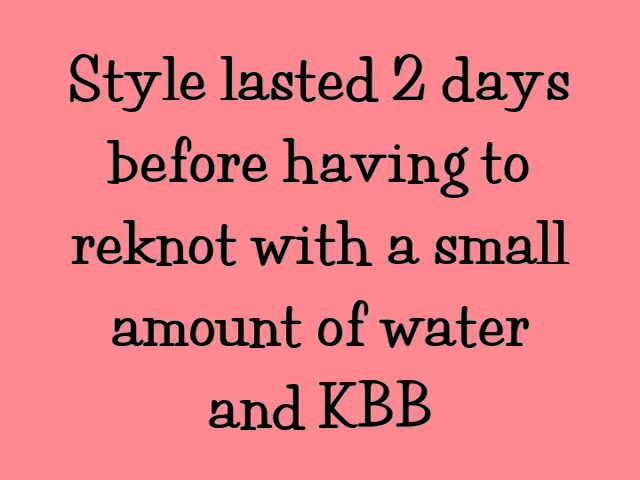 Style lasted 2 days
before having to
reknot with a small
amount of water
and KBB